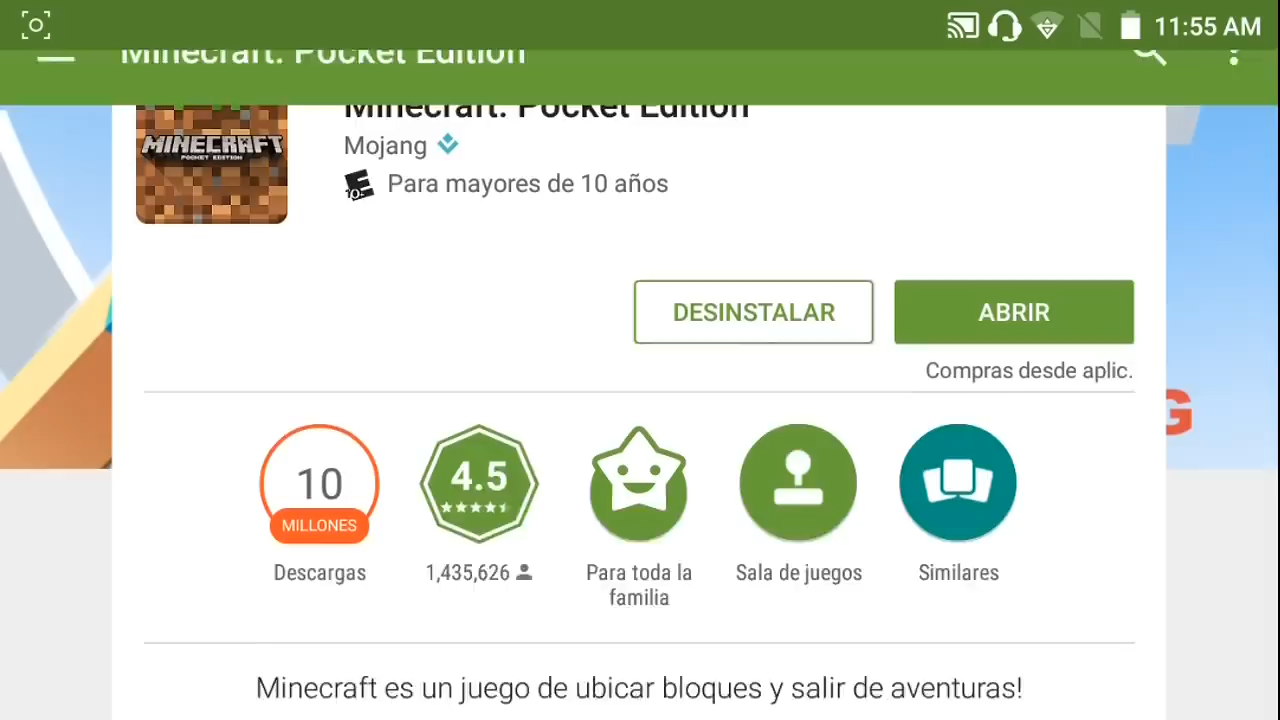 11:55 AM
Minecraft: Pocket Edition
Minecraft: Pocket Edition
MINECRAFT
POCKET EDITION
Mojang
E
10+
Para mayores de 10 años
DESINSTALAR
ABRIR
Compras desde aplic.
G
10
4.5
MILLONES
Descargas
1,435,626
Para toda la
familia
Sala de juegos
Similares
Minecraft es un juego de ubicar bloques y salir de aventuras!